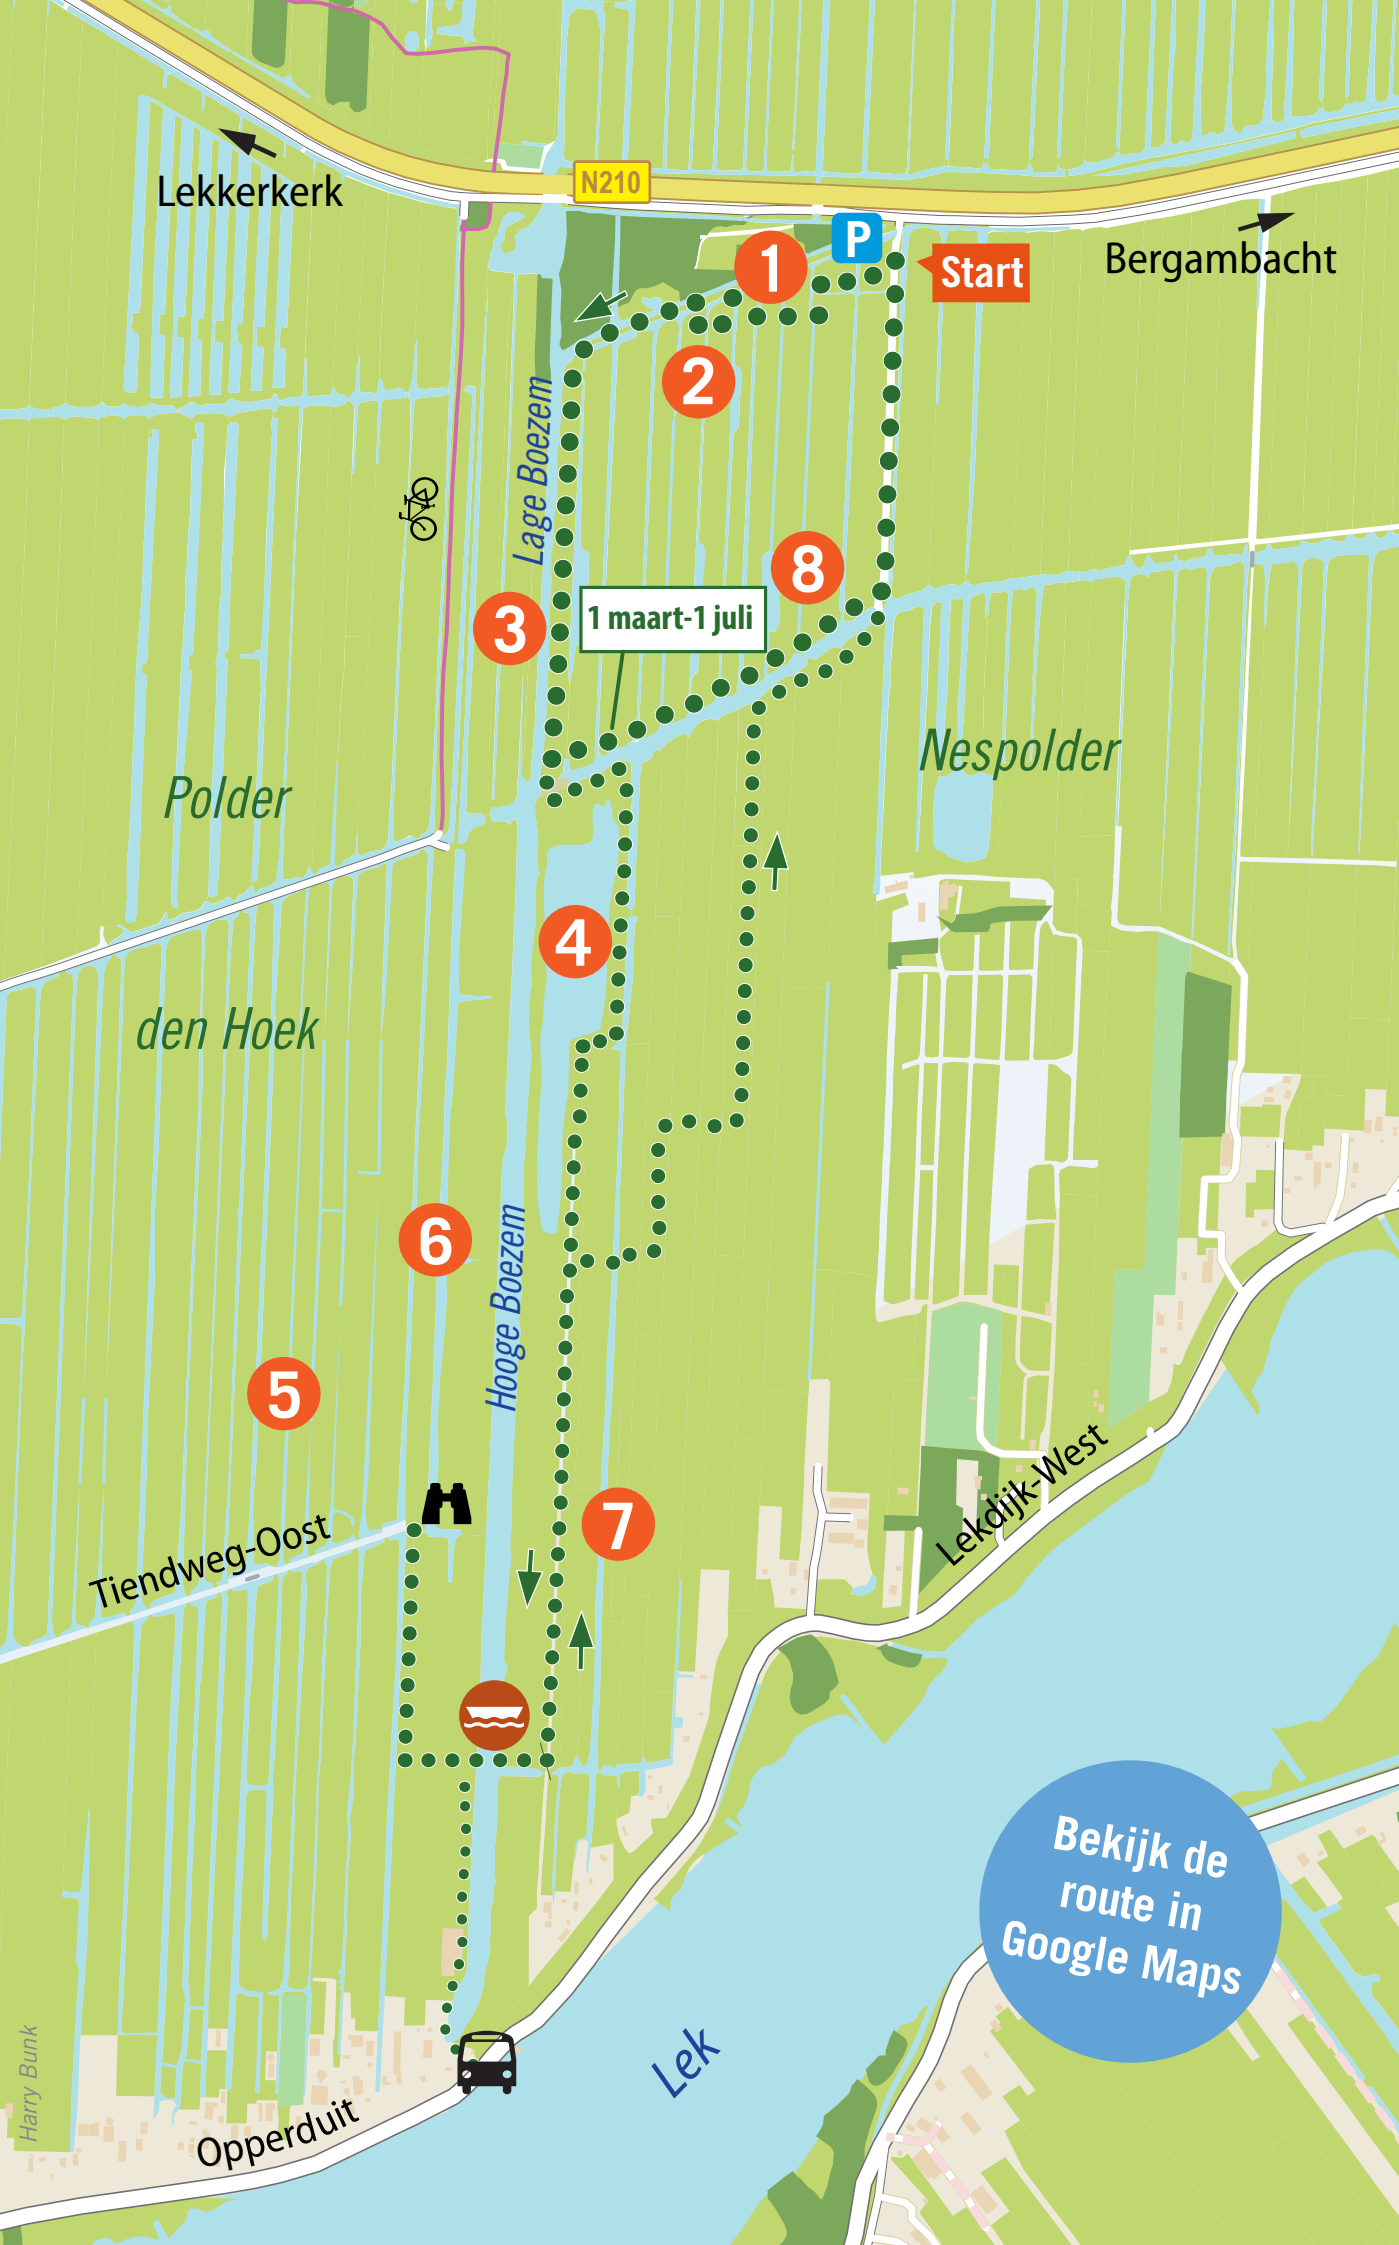 N210
Lekkerkerk
P
Bergambacht
1
Start
2
Lage Boezem
8
3
1 maart-1 juli
Nespolder
Polder
4
den Hoek
6
Hooge Boezem
5
7
Tiendweg-Oost
Lekdijk-West
Bekijk de
route in
Google Maps
Lek
Harry Bunk
Opperduit